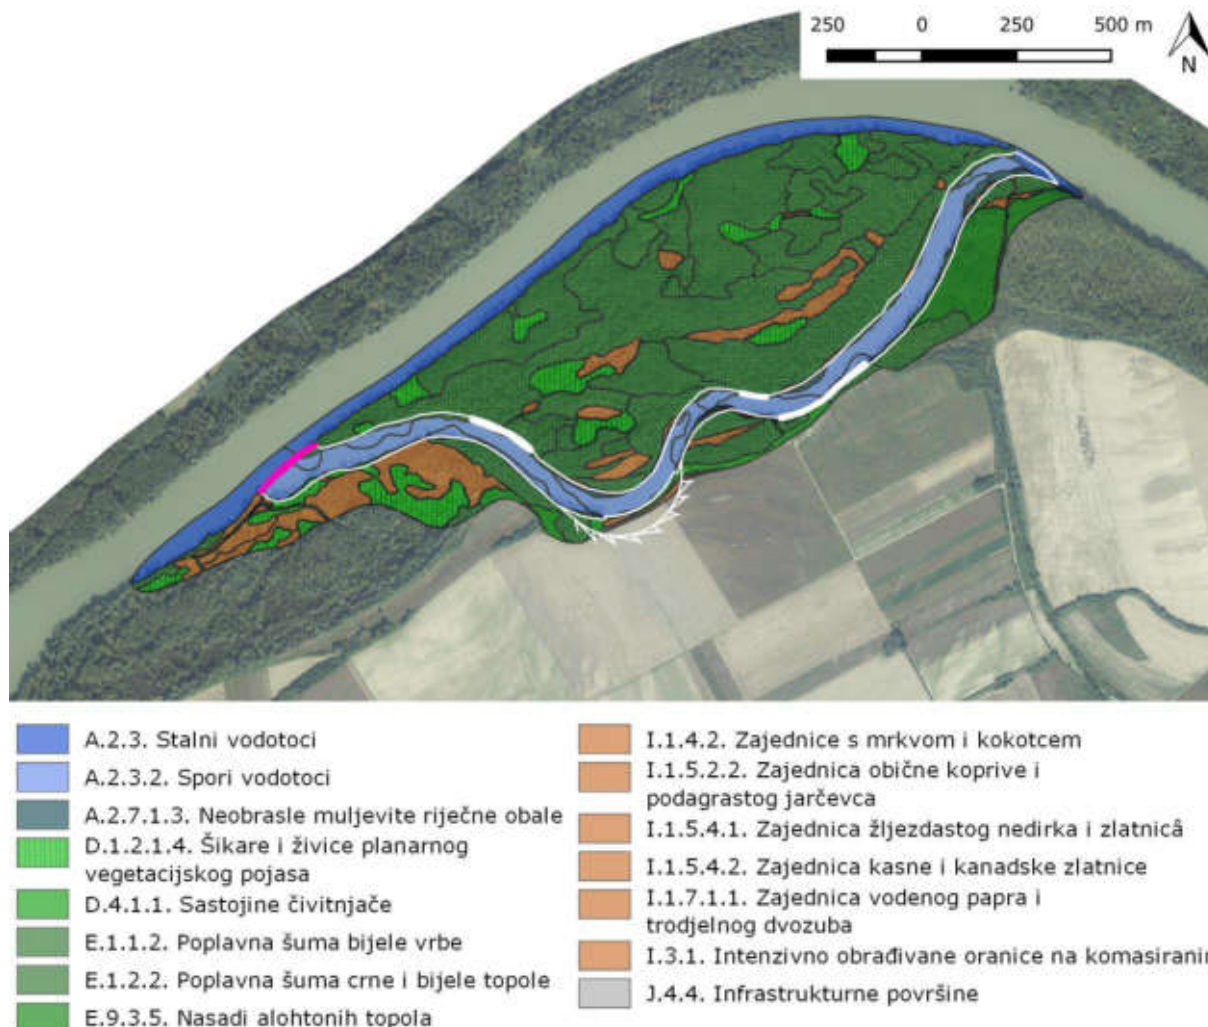 250 0 250 500 m
N
A.2.3. Stalni vodotoci
A.2.3.2. Spori vodotoci
A.2.7.1.3. Neobrasle muljevite riječne obale
D.1.2.1.4. Šikare i živice planarnog
vegetacijskog pojasa
D.4.1.1. Sastojine čivitnjače
E.1.1.2. Poplavna šuma bijele vrbe
E.1.2.2. Poplavna šuma crne i bijele topole
E.9.3.5. Nasadi alohtonih topola
I.1.4.2. Zajednice s mrkvom i kokotcem
I.1.5.2.2. Zajednica obične koprive i
podagrastog jarčevca
I.1.5.4.1. Zajednica žljezdastog nedirka i zlatnicâ
I.1.5.4.2. Zajednica kasne i kanadske zlatnice
I.1.7.1.1. Zajednica vodenog papra i
trodjelnog dvozuba
I.3.1. Intenzivno obrađivane oranice na
J.4.4. Infrastrukturne površine